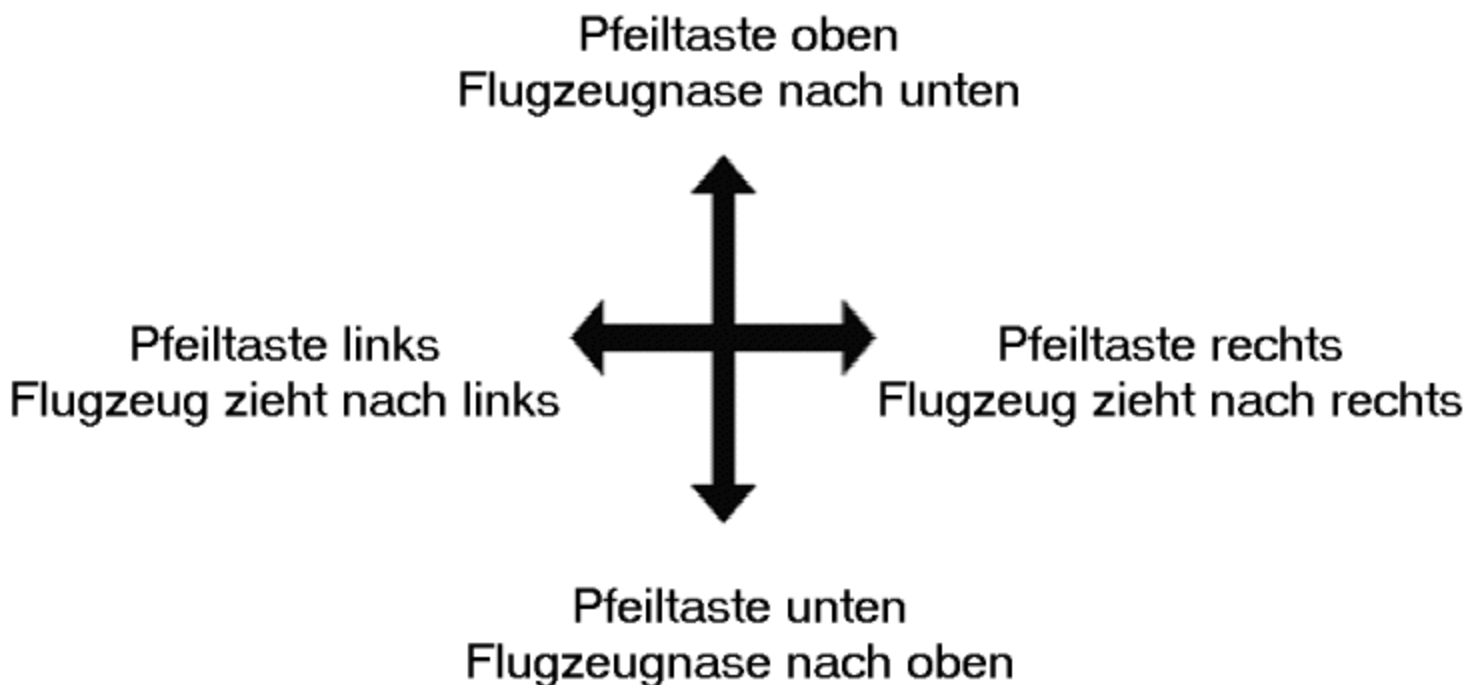 Pfeiltaste oben
Flugzeugnase nach unten
Pfeiltaste links
Flugzeug zieht nach links
Pfeiltaste rechts
Flugzeug zieht nach rechts
Pfeiltaste unten
Flugzeugnase nach oben